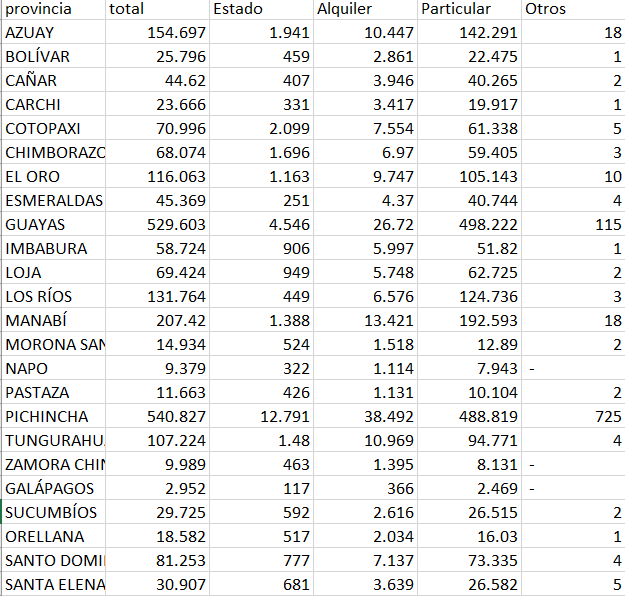 provincia total Estado Alquiler Particular Otros
AZUAY 154.697 1.941 10.447 142.291 18
BOLÍVAR 25.796 459 2.861 22.475 1
CAÑAR 44.62 407 3.946 40.265 2
CARCHI 23.666 331 3.417 19.917 1
COTOPAXI 70.996 2.099 7.554 61.338 5
CHIMBORAZO 68.074 1.696 6.97 59.405 3
EL ORO 116.063 1.163 9.747 105.143 10
ESMERALDAS 45.369 251 4.37 40.744 4
GUAYAS 529.603 4.546 26.72 498.222 115
IMBABURA 58.724 906 5.997 51.82 1
LOJA 69.424 949 5.748 62.725 2
LOS RÍOS 131.764 449 6.576 124.736 3
MANABÍ 207.42 1.388 13.421 192.593 18
MORONA SAN 14.934 524 1.518 12.89 2
NAPO 9.379 322 1.114 7.943 -
PASTAZA 11.663 426 1.131 10.104 2
PICHINCHA 540.827 12.791 38.492 488.819 725
TUNGURAHU 107.224 1.48 10.969 94.771 4
ZAMORA CHIN 9.989 463 1.395 8.131 -
GALÁPAGOS 2.952 117 366 2.469 -
SUCUMBÍOS 29.725 592 2.616 26.515 2
ORELLANA 18.582 517 2.034 16.03 1
SANTO DOMI 81.253 777 7.137 73.335 4
SANTA ELENA 30.907 681 3.639 26.582 5